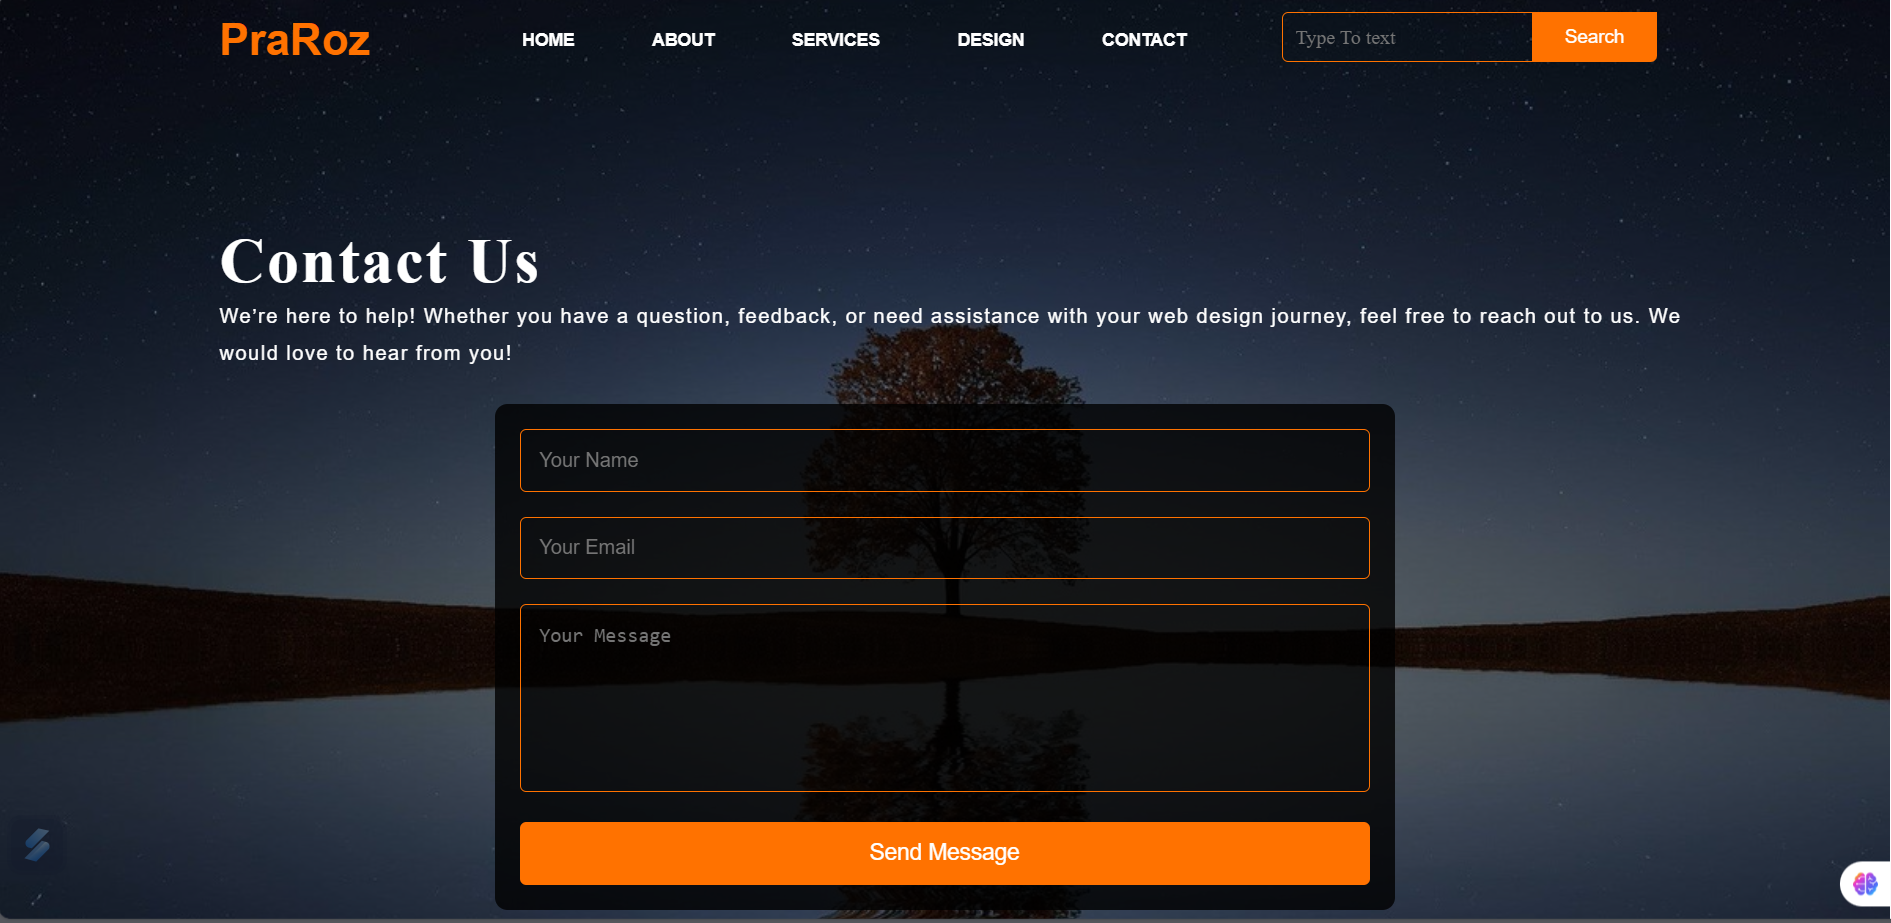 PraRoz
HOME ABOUT SERVICES DESIGN CONTACT
Type To text Search
Contact Us
We’re here to help! Whether you have a question, feedback, or need assistance with your web design journey, feel free to reach out to us. We
would love to hear from you!
Your Name
Your Email
Your Message
Send Message